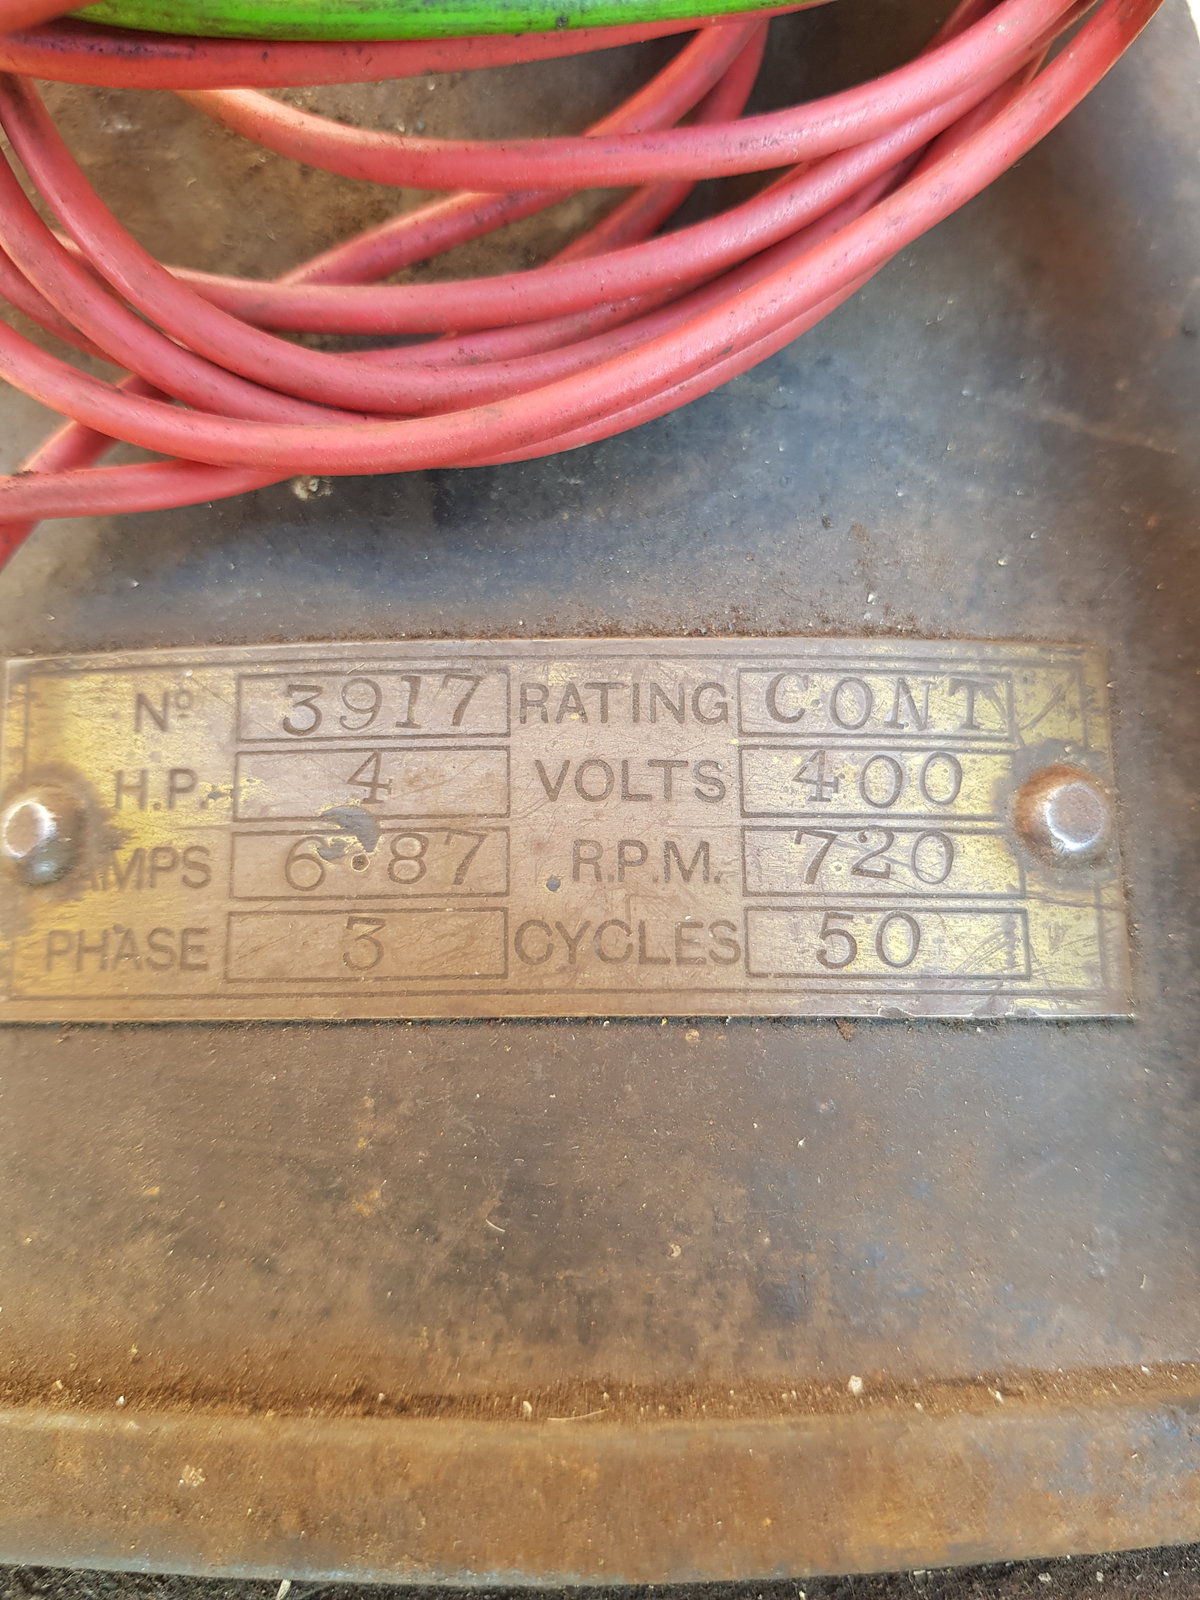 Nº 3917 RATING CONT
H.P. 4 VOLTS 400
AMPS 6·87 R.P.M. 720
PHASE 3 CYCLES 50